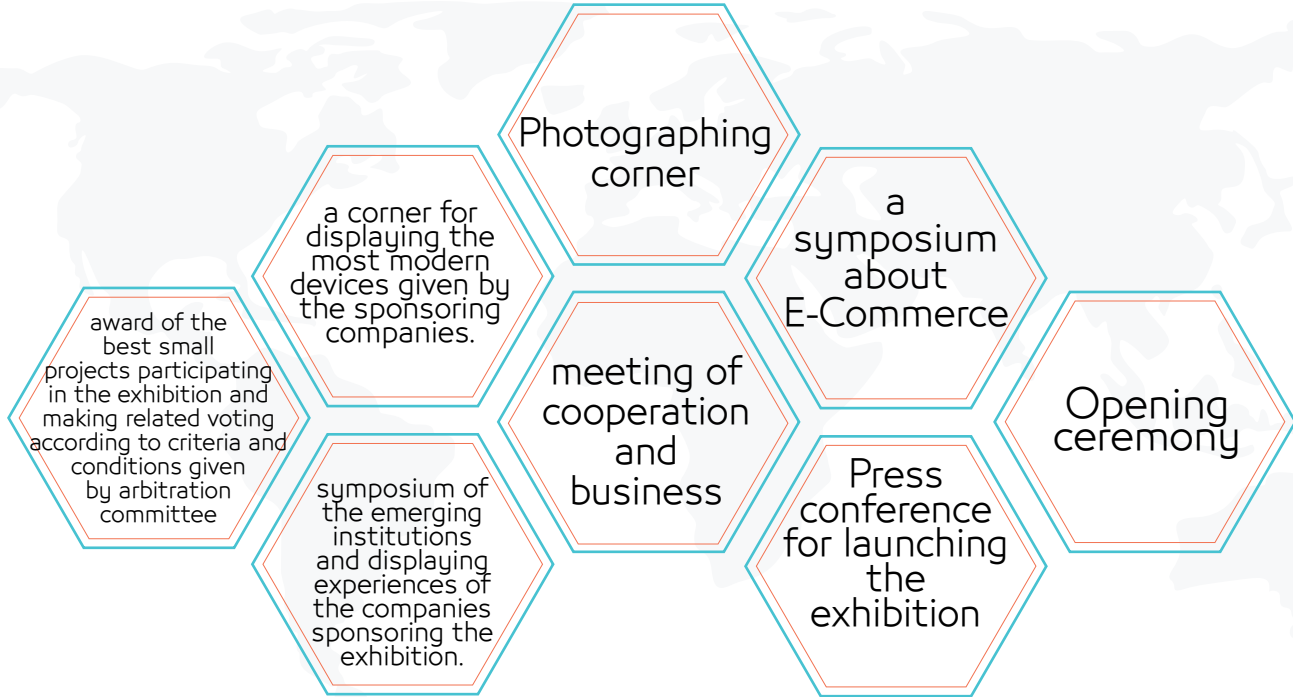 Photographing
corner
a corner for
displaying the
most modern
devices given by
the sponsoring
companies.
a
symposium
about
E-Commerce
award of the
best small
projects participating
in the exhibition and
making related voting
according to criteria and
conditions given
by arbitration
committee
meeting of
cooperation
and
business
Opening
ceremony
symposium of
the emerging
institutions
and displaying
experiences of
the companies
sponsoring the
exhibition.
Press
conference
for launching
the
exhibition